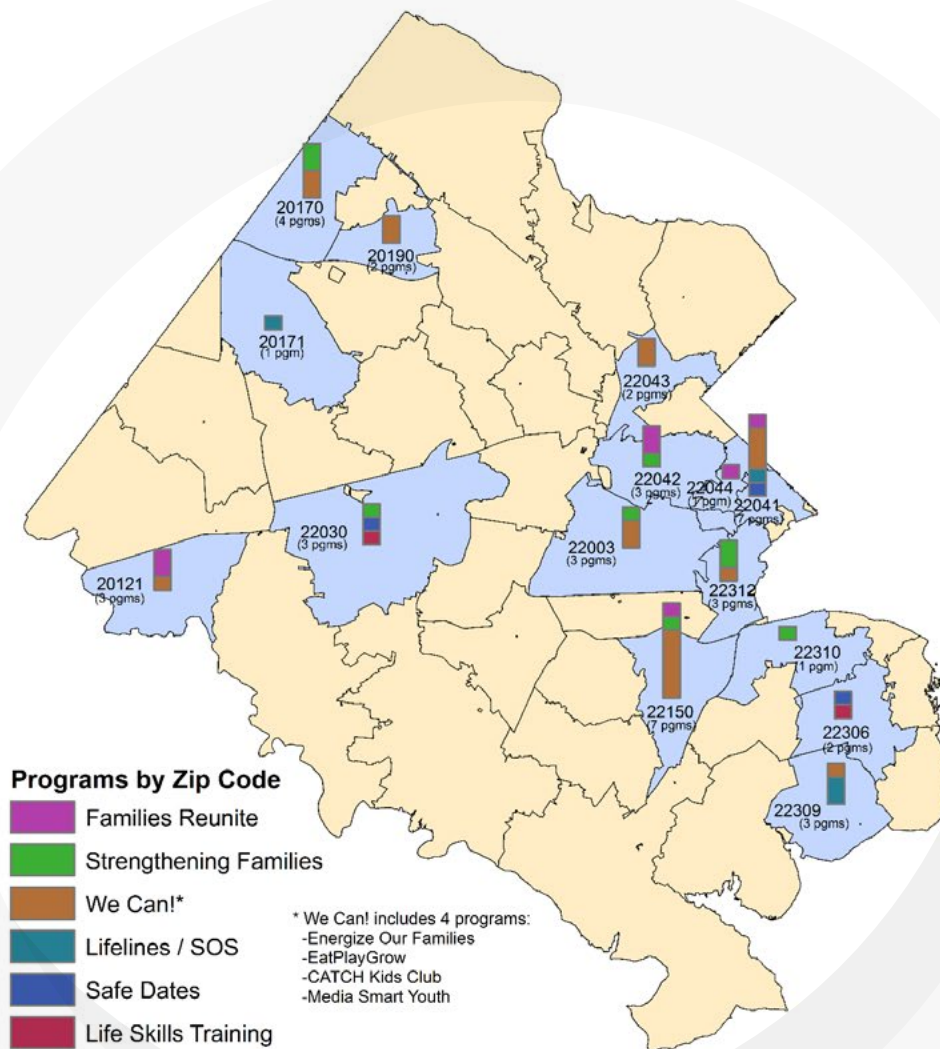 20170
(4 pgms)
20190
(2 pgms)
20171
(1 pgm)
22043
(2 pgms)
22042
(3 pgms)
22044
(1 pgm)
22041
(7 pgms)
22030
(3 pgms)
22003
(3 pgms)
22312
(3 pgms)
20121
(3 pgms)
22310
(1 pgm)
22150
(7 pgms)
22306
(2 pgms)
22309
(3 pgms)
Programs by Zip Code
Families Reunite
Strengthening Families
We Can!*
Lifelines / SOS
Safe Dates
Life Skills Training
* We Can! includes 4 programs:
-Energize Our Families
-EatPlayGrow
-CATCH Kids Club
-Media Smart Youth